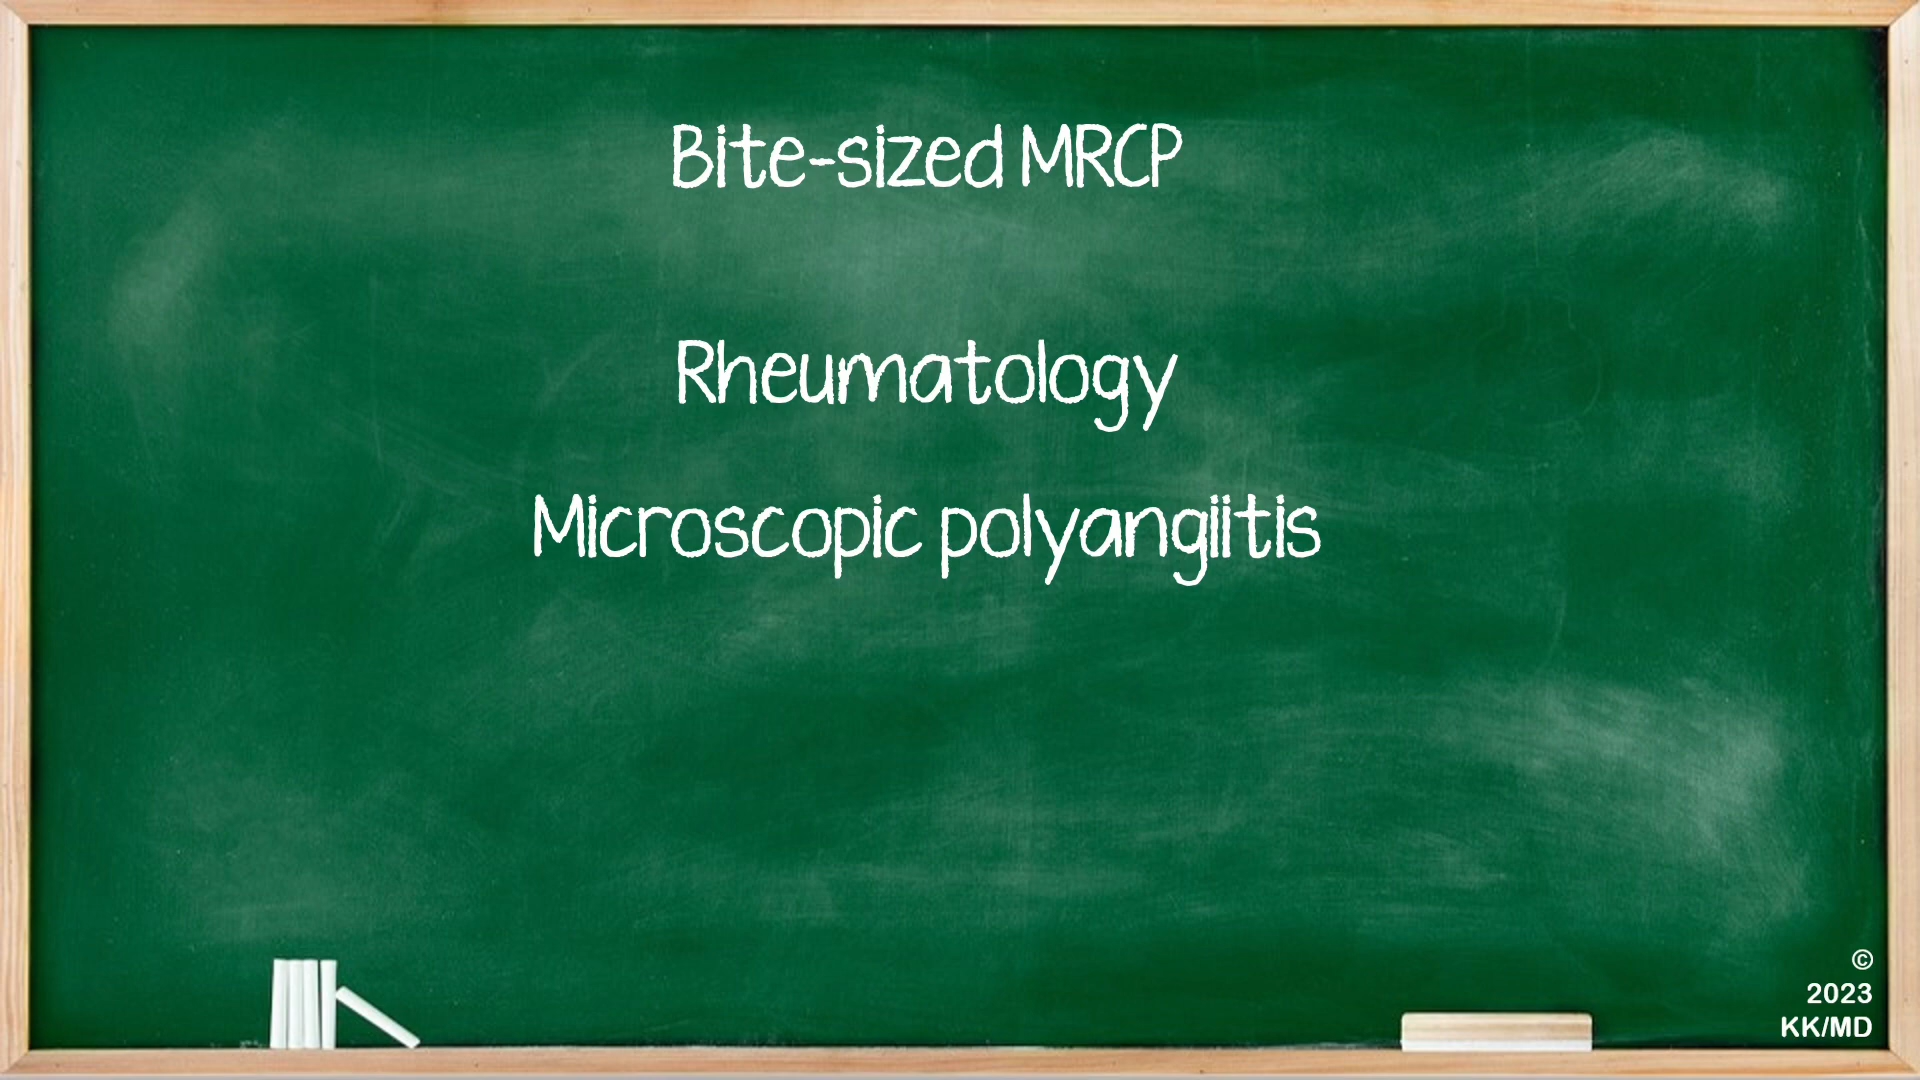 Bite-sized MRCP
Rheumatology
Microscopic polyangiitis
©
2023
KK/MD